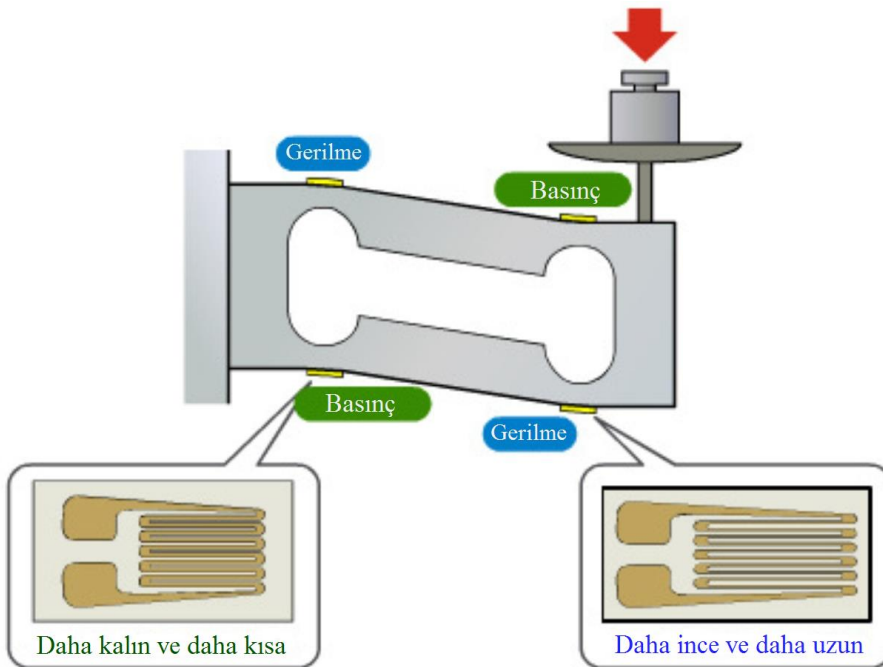 Gerilme
Basınç
Basınç
Gerilme
Daha kalın ve daha kısa
Daha ince ve daha uzun